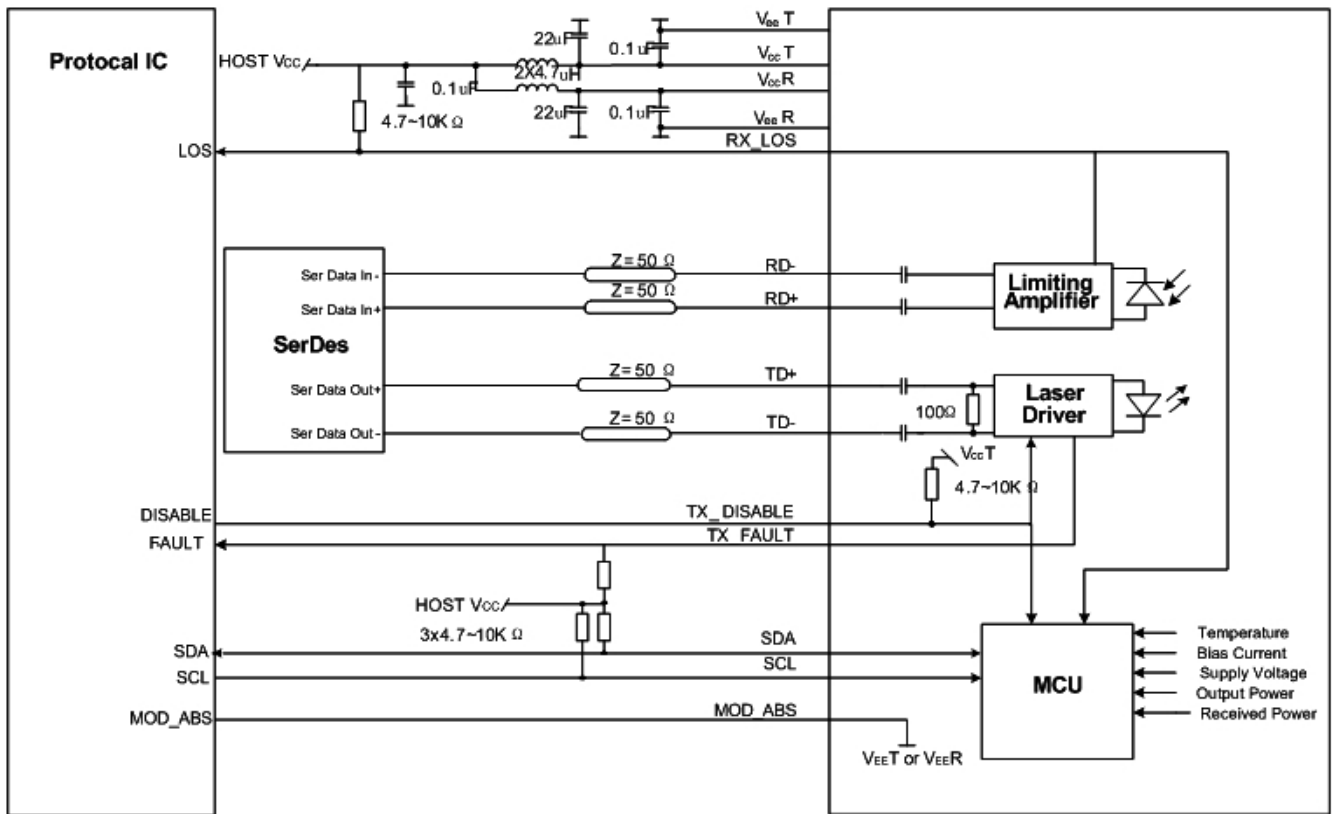 Protocal IC
HOST Vcc
22uF
0.1uF
VeeT
VccT
2X4.7uH
0.1uF
VccR
4.7~10K Ω
22uF
0.1uF
VeeR
LOS
RX_LOS
Ser Data In -
Z=50 Ω
RD-
Ser Data In+
Z=50 Ω
RD+
Limiting
Amplifier
SerDes
Ser Data Out+
Z=50 Ω
TD+
Ser Data Out -
Z=50 Ω
TD-
100Ω
Laser
Driver
VccT
4.7~10K Ω
DISABLE
TX_DISABLE
FAULT
TX_FAULT
HOST Vcc
3x4.7~10K Ω
SDA
SDA
SCL
SCL
MOD_ABS
MOD_ABS
VEET or VEER
MCU
Temperature
Bias Current
Supply Voltage
Output Power
Received Power